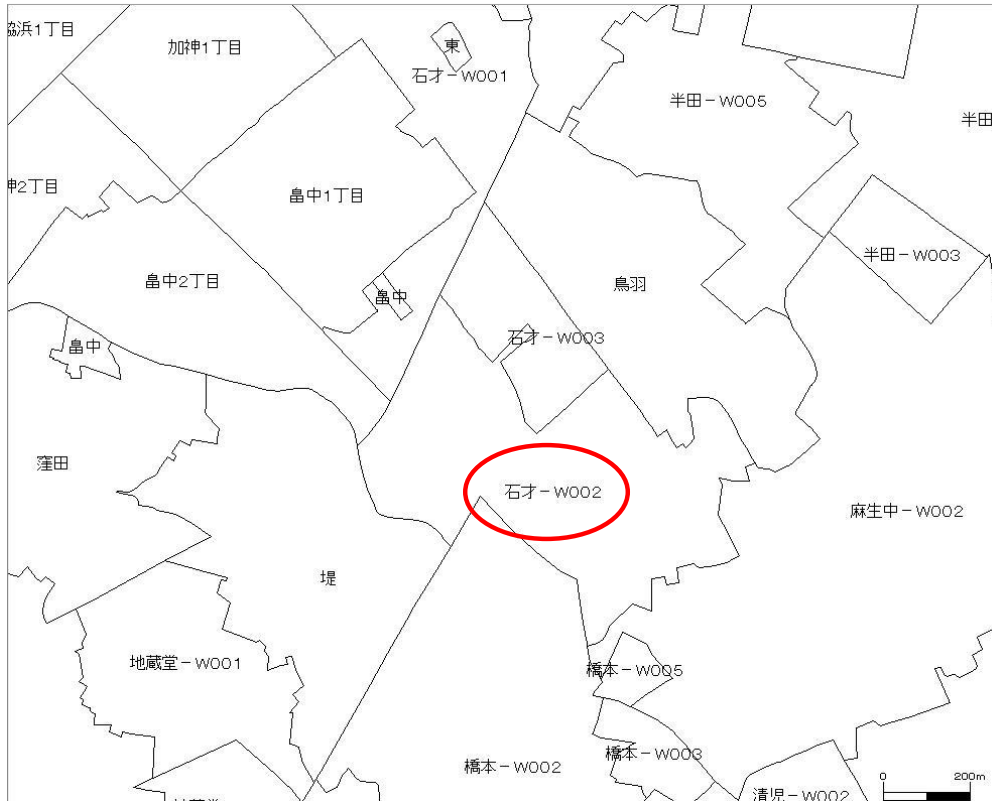 脇浜1丁目
加神1丁目
東
石才－W001
半田－W005
半田
神2丁目
畠中1丁目
半田－W003
畠中2丁目
畠中
鳥羽
石才－W003
畠中
窪田
石才－W002
麻生中－W002
堤
地蔵堂－W001
橋本－W005
橋本－W003
橋本－W002
清児－W002
0 200m